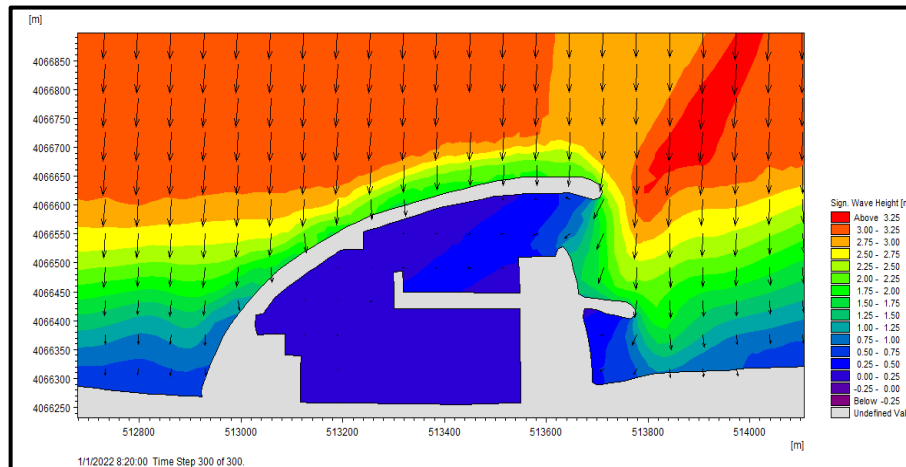 [m]
4066850
4066800
4066750
4066700
4066650
4066600
4066550
4066500
4066450
4066400
4066350
4066300
4066250
512800 513000 513200 513400 513600 513800 514000
[m]
1/1/2022 8:20:00 Time Step 300 of 300.
Sign. Wave Height [m
Above 3.25
3.00 - 3.25
2.75 - 3.00
2.50 - 2.75
2.25 - 2.50
2.00 - 2.25
1.75 - 2.00
1.50 - 1.75
1.25 - 1.50
1.00 - 1.25
0.75 - 1.00
0.50 - 0.75
0.25 - 0.50
0.00 - 0.25
-0.25 - 0.00
Below -0.25
Undefined Val